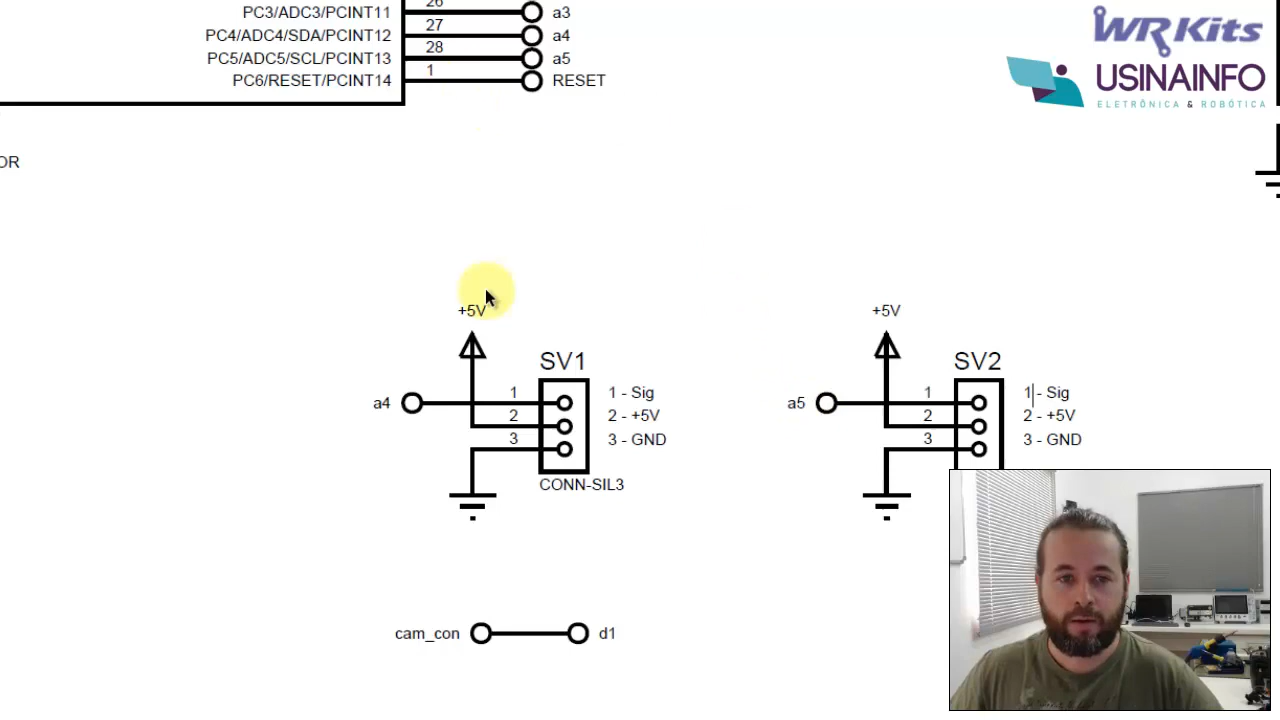 26
PC3/ADC3/PCINT11 a3
27
PC4/ADC4/SDA/PCINT12 a4
28
PC5/ADC5/SCL/PCINT13 a5
1
PC6/RESET/PCINT14 RESET
WR Kits
USINAINFO
ELETRÔNICA & ROBÓTICA
OR
+5V
+5V
SV1
SV2
1 1 - Sig
a4
2 2 - +5V
3 3 - GND
CONN-SIL3
1 1 - Sig
a5
2 2 - +5V
3 3 - GND
cam_con d1